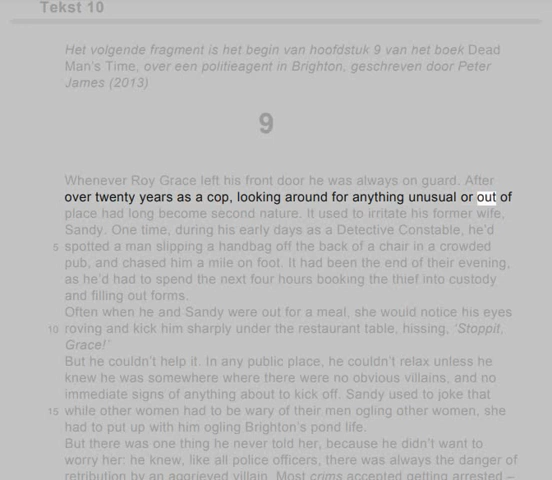 Tekst 10
Het volgende fragment is het begin van hoofdstuk 9 van het boek Dead
Man's Time, over een politieagent in Brighton, geschreven door Peter
James (2013)
9
Whenever Roy Grace left his front door he was always on guard. After
over twenty years as a cop, looking around for anything unusual or out of
place had long become second nature. It used to irritate his former wife,
Sandy. One time, during his early days as a Detective Constable, he'd
5 spotted a man slipping a handbag off the back of a chair in a crowded
pub, and chased him a mile on foot. It had been the end of their evening,
as he'd had to spend the next four hours booking the thief into custody
and filling out forms.
Often when he and Sandy were out for a meal, she would notice his eyes
10 roving and kick him sharply under the restaurant table, hissing, 'Stoppit,
Grace!'
But he couldn't help it. In any public place, he couldn't relax unless he
knew he was somewhere where there were no obvious villains, and no
immediate signs of anything about to kick off. Sandy used to joke that
15 while other women had to be wary of their men ogling other women, she
had to put up with him ogling Brighton's pond life.
But there was one thing he never told her, because he didn't want to
worry her: he knew, like all police officers, there was always the danger of
retribution by an aggrieved villain. Most crims accepted getting arrested –